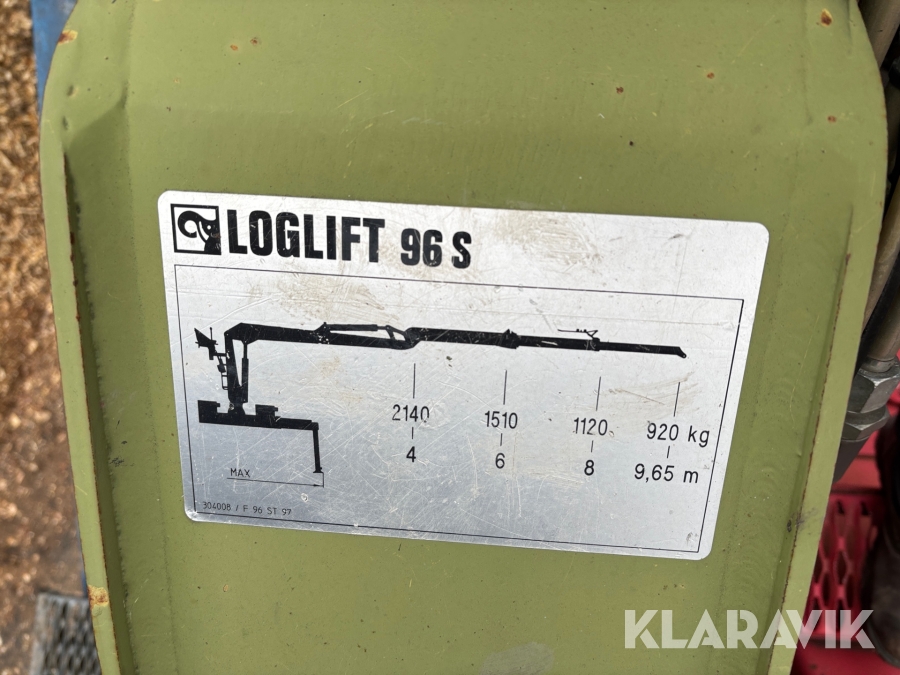 LOGLIFT 96 S
2140 1510 1120 920 kg
4 6 8 9,65 m
MAX
304008 / F 96 ST 97
KLARAVIK